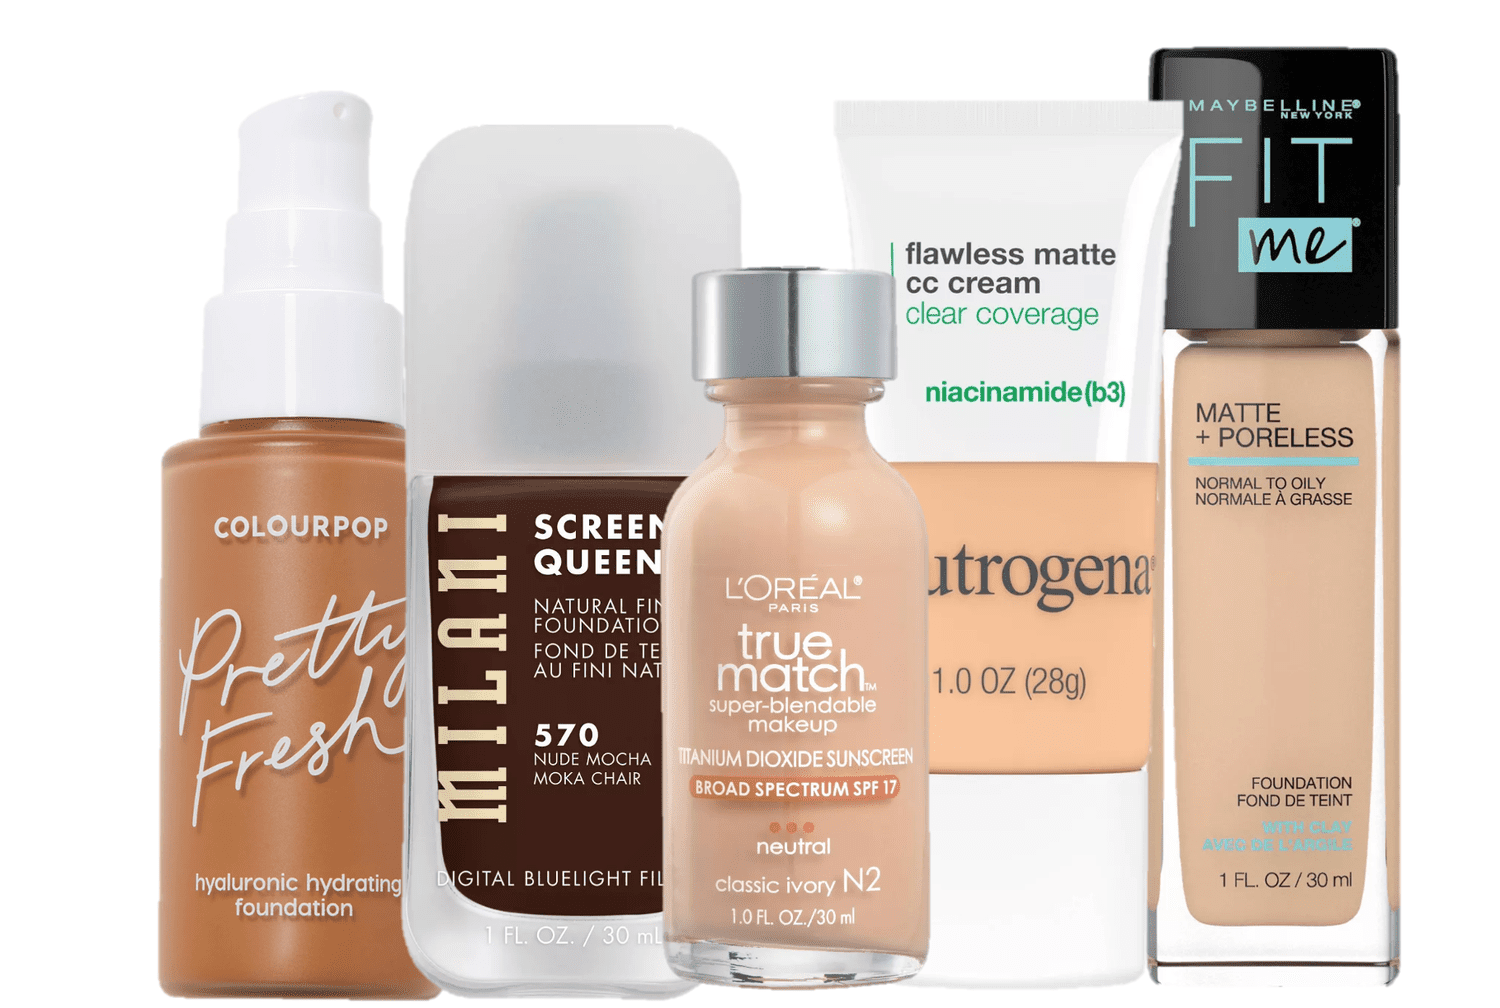 COLOURPOP
Pretty
Fresh
hyaluronic hydrating
foundation
MILANI
SCREEN
QUEEN
NATURAL FIN
FOUNDATIO
FOND DE TE
AU FINI NAT
570
NUDE MOCHA
MOKA CHAIR
DIGITAL BLUELIGHT FIL
1 FL. OZ. / 30 mL
L'ORÉAL®
PARIS
true
match™
super-blendable
makeup
TITANIUM DIOXIDE SUNSCREEN
BROAD SPECTRUM SPF 17
neutral
classic ivory N2
1.0 FL. OZ./30 ml
flawless matte
cc cream
clear coverage
niacinamide(b3)
utrogena®
1.0 OZ (28g)
MAYBELLINE®
NEW YORK
FIT
me®
MATTE
+ PORELESS
NORMAL TO OILY
NORMALE À GRASSE
FOUNDATION
FOND DE TEINT
WITH CLAY
AVEC DE L'ARGILE
1 FL. OZ / 30 ml